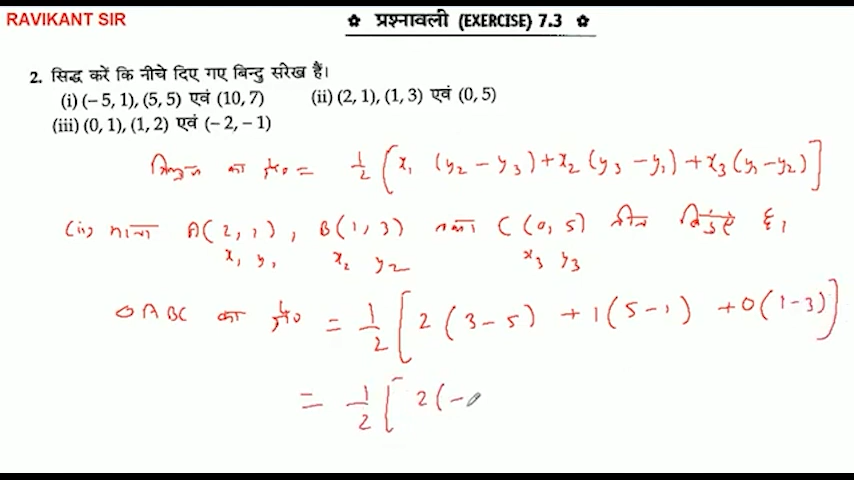 RAVIKANT SIR
✿ प्रश्नावली (EXERCISE) 7.3 ✿
2. सिद्ध करें कि नीचे दिए गए बिन्दु सरेख हैं।
(i) (– 5, 1), (5, 5) एवं (10, 7) (ii) (2, 1), (1, 3) एवं (0, 5)
(iii) (0, 1), (1, 2) एवं (– 2, – 1)
त्रिभुज का क्षे० = 1/2 [x₁ (y₂ – y₃) + x₂ (y₃ – y₁) + x₃ (y₁ – y₂)]
(ii) माना A(2, 1), B(1, 3) तथा C(0, 5) तीन बिंदुएं हैं।
x₁ y₁ x₂ y₂ x₃ y₃
△ABC का क्षे० = 1/2 [2 (3 – 5) + 1(5 – 1) + 0(1 – 3)]
= 1/2 [ 2(–